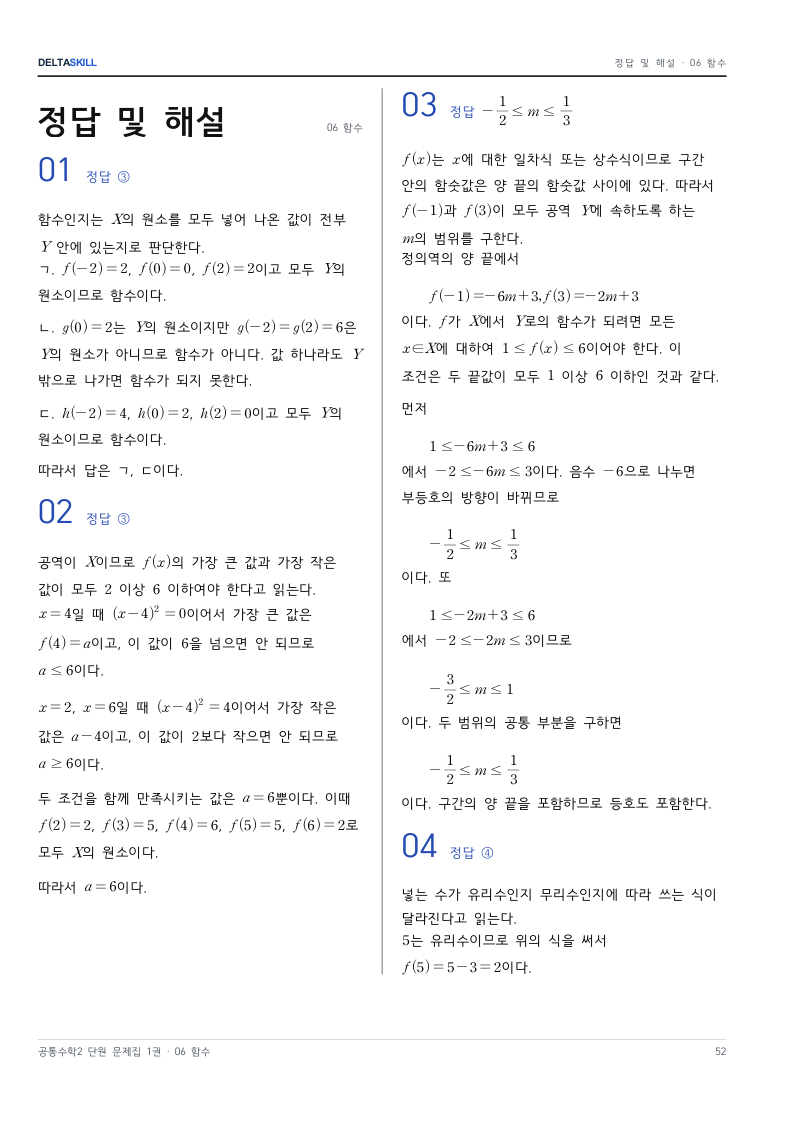 DELTASKILL
정답 및 해설 · 06 함수
정답 및 해설
06 함수
01 정답 ③
함수인지는 X의 원소를 모두 넣어 나온 값이 전부
Y 안에 있는지로 판단한다.
ㄱ. f(−2)=2, f(0)=0, f(2)=2이고 모두 Y의
원소이므로 함수이다.
ㄴ. g(0)=2는 Y의 원소이지만 g(−2)=g(2)=6은
Y의 원소가 아니므로 함수가 아니다. 값 하나라도 Y
밖으로 나가면 함수가 되지 못한다.
ㄷ. h(−2)=4, h(0)=2, h(2)=0이고 모두 Y의
원소이므로 함수이다.
따라서 답은 ㄱ, ㄷ이다.
02 정답 ③
공역이 X이므로 f(x)의 가장 큰 값과 가장 작은
값이 모두 2 이상 6 이하여야 한다고 읽는다.
x=4일 때 (x−4)²=0이어서 가장 큰 값은
f(4)=a이고, 이 값이 6을 넘으면 안 되므로
a≤6이다.
x=2, x=6일 때 (x−4)²=4이어서 가장 작은
값은 a−4이고, 이 값이 2보다 작으면 안 되므로
a≥6이다.
두 조건을 함께 만족시키는 값은 a=6뿐이다. 이때
f(2)=2, f(3)=5, f(4)=6, f(5)=5, f(6)=2로
모두 X의 원소이다.
따라서 a=6이다.
03 정답 −1/2≤m≤1/3
f(x)는 x에 대한 일차식 또는 상수식이므로 구간
안의 함숫값은 양 끝의 함숫값 사이에 있다. 따라서
f(−1)과 f(3)이 모두 공역 Y에 속하도록 하는
m의 범위를 구한다.
정의역의 양 끝에서
f(−1)=−6m+3, f(3)=−2m+3
이다. f가 X에서 Y로의 함수가 되려면 모든
x∈X에 대하여 1≤f(x)≤6이어야 한다. 이
조건은 두 끝값이 모두 1 이상 6 이하인 것과 같다.
먼저
1≤−6m+3≤6
에서 −2≤−6m≤3이다. 음수 −6으로 나누면
부등호의 방향이 바뀌므로
−1/2≤m≤1/3
이다. 또
1≤−2m+3≤6
에서 −2≤−2m≤3이므로
−3/2≤m≤1
이다. 두 범위의 공통 부분을 구하면
−1/2≤m≤1/3
이다. 구간의 양 끝을 포함하므로 등호도 포함한다.
04 정답 ④
넣는 수가 유리수인지 무리수인지에 따라 쓰는 식이
달라진다고 읽는다.
5는 유리수이므로 위의 식을 써서
f(5)=5−3=2이다.
공통수학2 단원 문제집 1권 · 06 함수
52